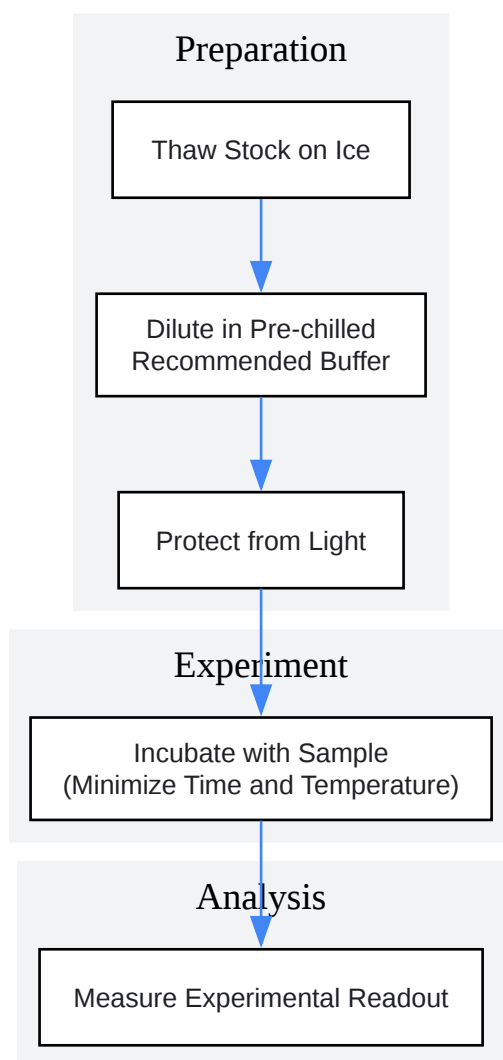 Preparation
Thaw Stock on Ice
Dilute in Pre-chilled
Recommended Buffer
Protect from Light
Experiment
Incubate with Sample
(Minimize Time and Temperature)
Analysis
Measure Experimental Readout